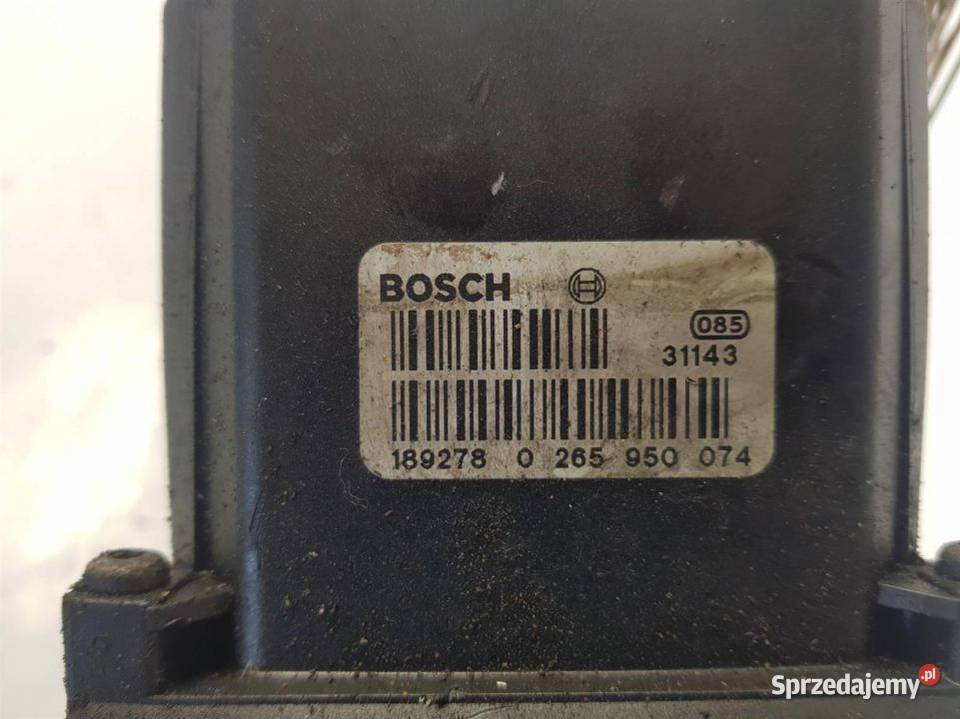 BOSCH
085
31143
189278 0 265 950 074
Sprzedajemy.pl